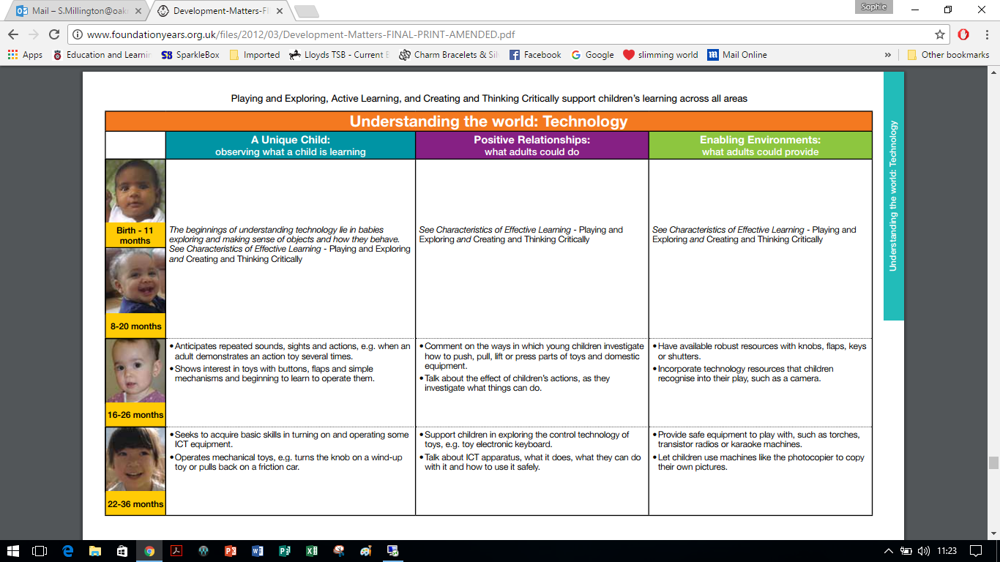 Mail – S.Millington@oak
Development-Matters-FI
Sophie
www.foundationyears.org.uk/files/2012/03/Development-Matters-FINAL-PRINT-AMENDED.pdf
Apps
Education and Learnin
SparkleBox
Imported
Lloyds TSB - Current E
Charm Bracelets & Sil
Facebook
Google
slimming world
Mail Online
»
Other bookmarks
Playing and Exploring, Active Learning, and Creating and Thinking Critically support children's learning across all areas
Understanding the world: Technology
A Unique Child:
observing what a child is learning
Positive Relationships:
what adults could do
Enabling Environments:
what adults could provide
Understanding the world: Technology
Birth - 11
months
8-20 months
The beginnings of understanding technology lie in babies
exploring and making sense of objects and how they behave.
See Characteristics of Effective Learning - Playing and Exploring
and Creating and Thinking Critically
See Characteristics of Effective Learning - Playing and
Exploring and Creating and Thinking Critically
See Characteristics of Effective Learning - Playing and
Exploring and Creating and Thinking Critically
16-26 months
• Anticipates repeated sounds, sights and actions, e.g. when an
adult demonstrates an action toy several times.
• Shows interest in toys with buttons, flaps and simple
mechanisms and beginning to learn to operate them.
• Comment on the ways in which young children investigate
how to push, pull, lift or press parts of toys and domestic
equipment.
• Talk about the effect of children's actions, as they
investigate what things can do.
• Have available robust resources with knobs, flaps, keys
or shutters.
• Incorporate technology resources that children
recognise into their play, such as a camera.
22-36 months
• Seeks to acquire basic skills in turning on and operating some
ICT equipment.
• Operates mechanical toys, e.g. turns the knob on a wind-up
toy or pulls back on a friction car.
• Support children in exploring the control technology of
toys, e.g. toy electronic keyboard.
• Talk about ICT apparatus, what it does, what they can do
with it and how to use it safely.
• Provide safe equipment to play with, such as torches,
transistor radios or karaoke machines.
• Let children use machines like the photocopier to copy
their own pictures.
11:23